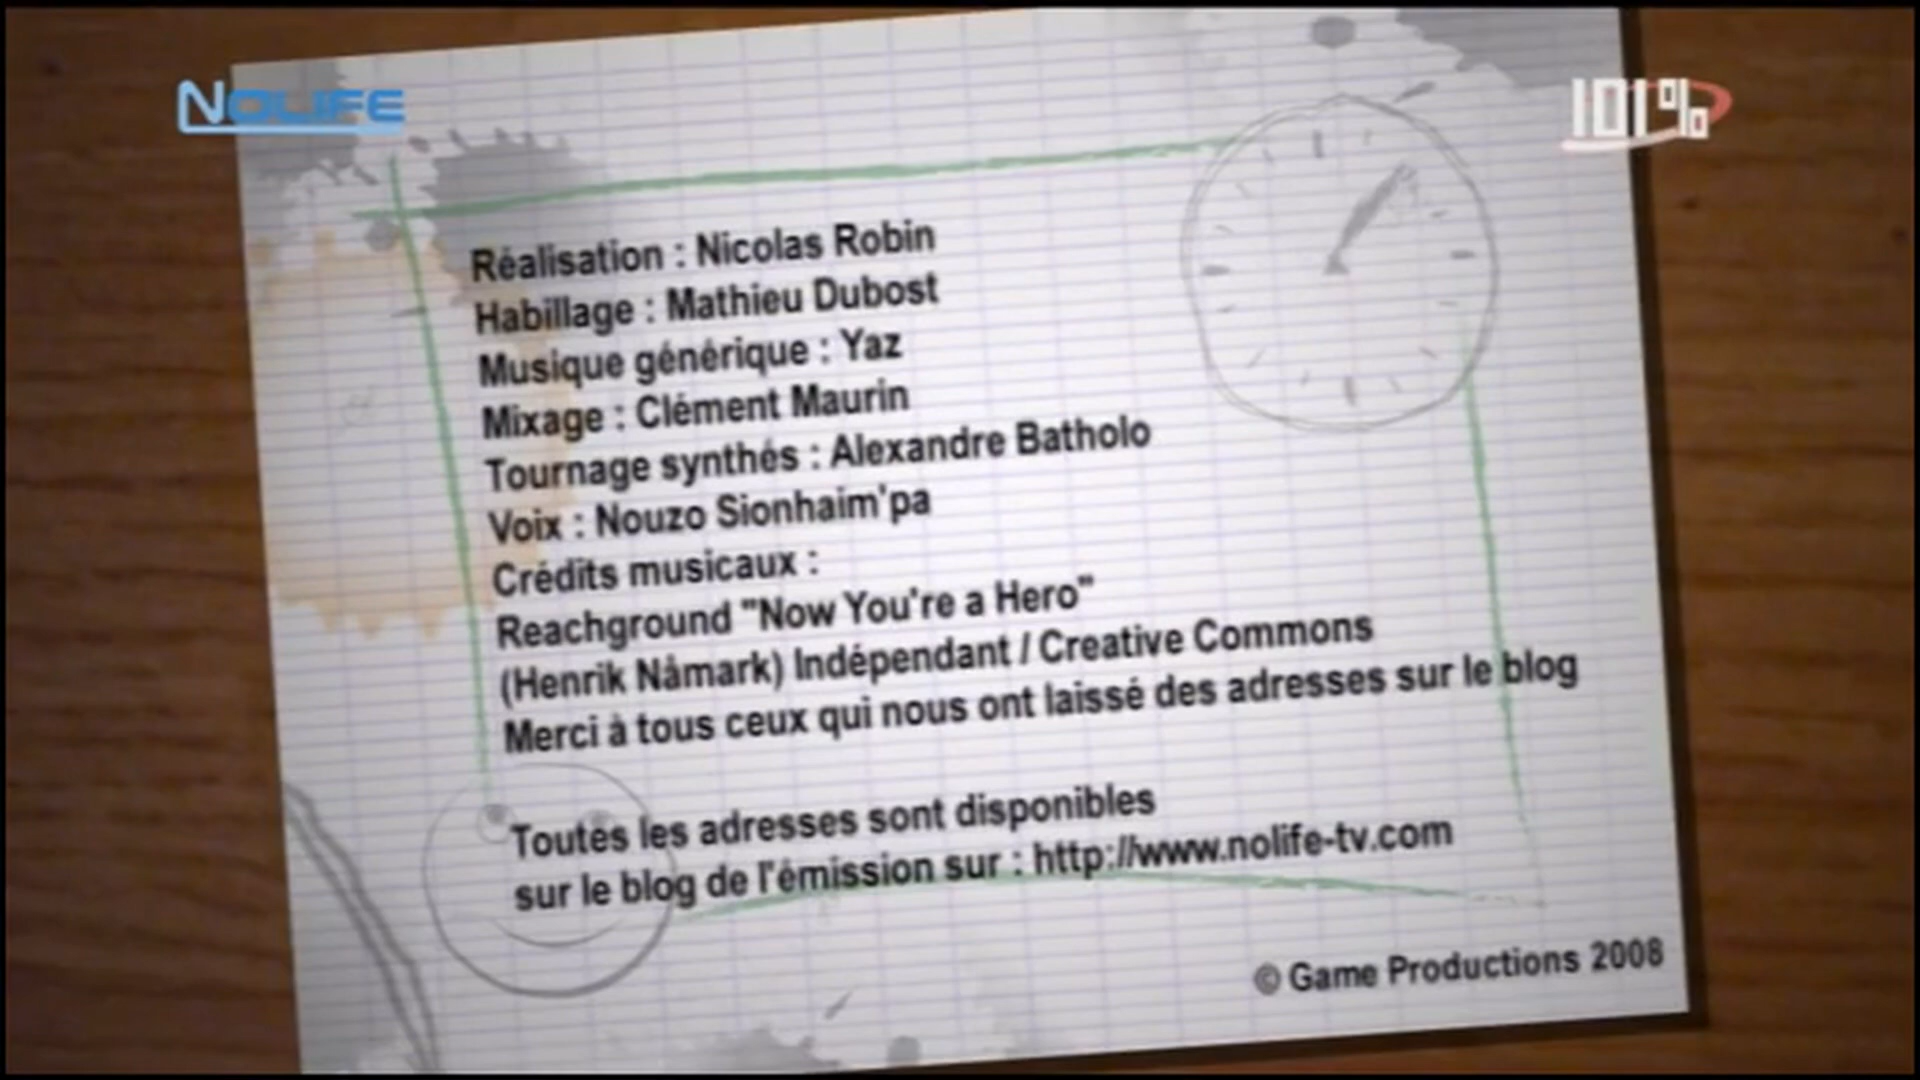 NOLIFE
101%
Réalisation : Nicolas Robin
Habillage : Mathieu Dubost
Musique générique : Yaz
Mixage : Clément Maurin
Tournage synthés : Alexandre Batholo
Voix : Nouzo Sionhaim'pa
Crédits musicaux :
Reachground "Now You're a Hero"
(Henrik Nåmark) Indépendant / Creative Commons
Merci à tous ceux qui nous ont laissé des adresses sur le blog
Toutes les adresses sont disponibles
sur le blog de l'émission sur : http://www.nolife-tv.com
© Game Productions 2008